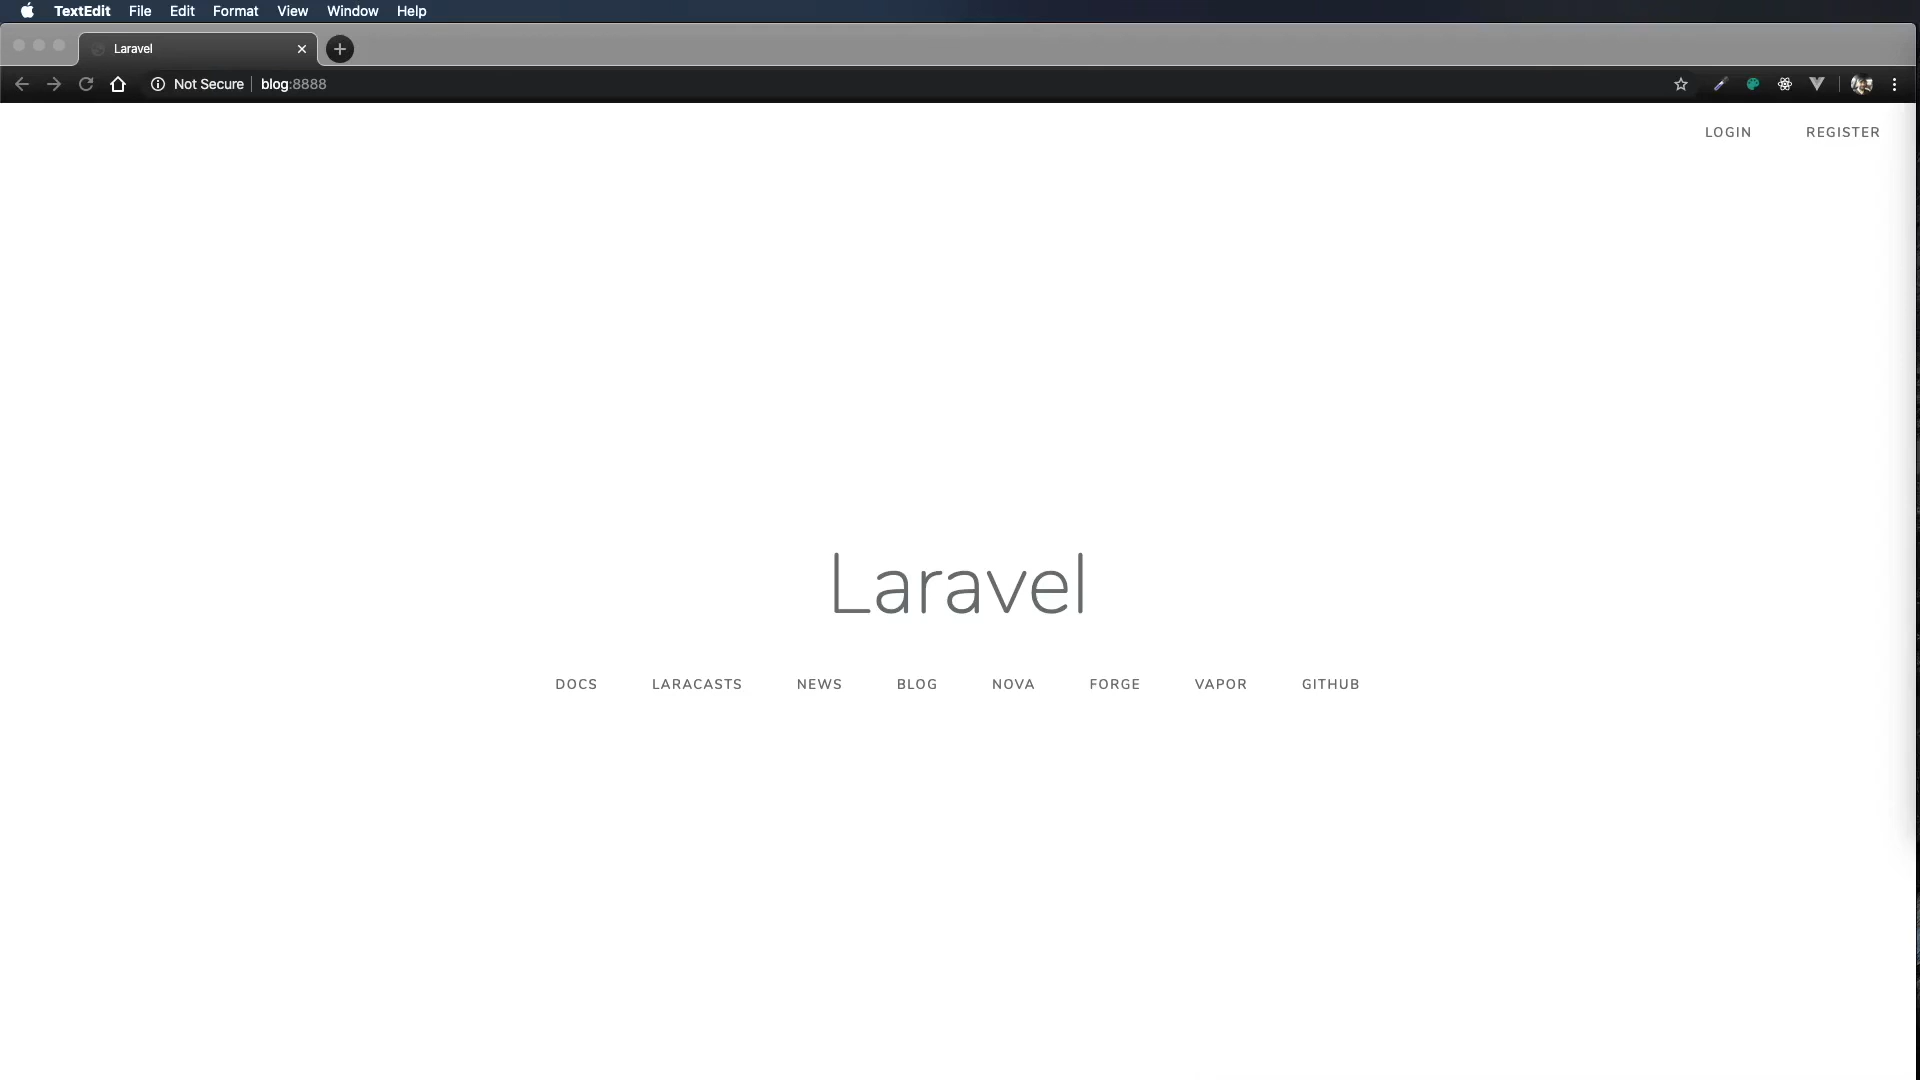 TextEdit File Edit Format View Window Help
Laravel
Not Secure blog:8888
LOGIN REGISTER
Laravel
DOCS LARACASTS NEWS BLOG NOVA FORGE VAPOR GITHUB